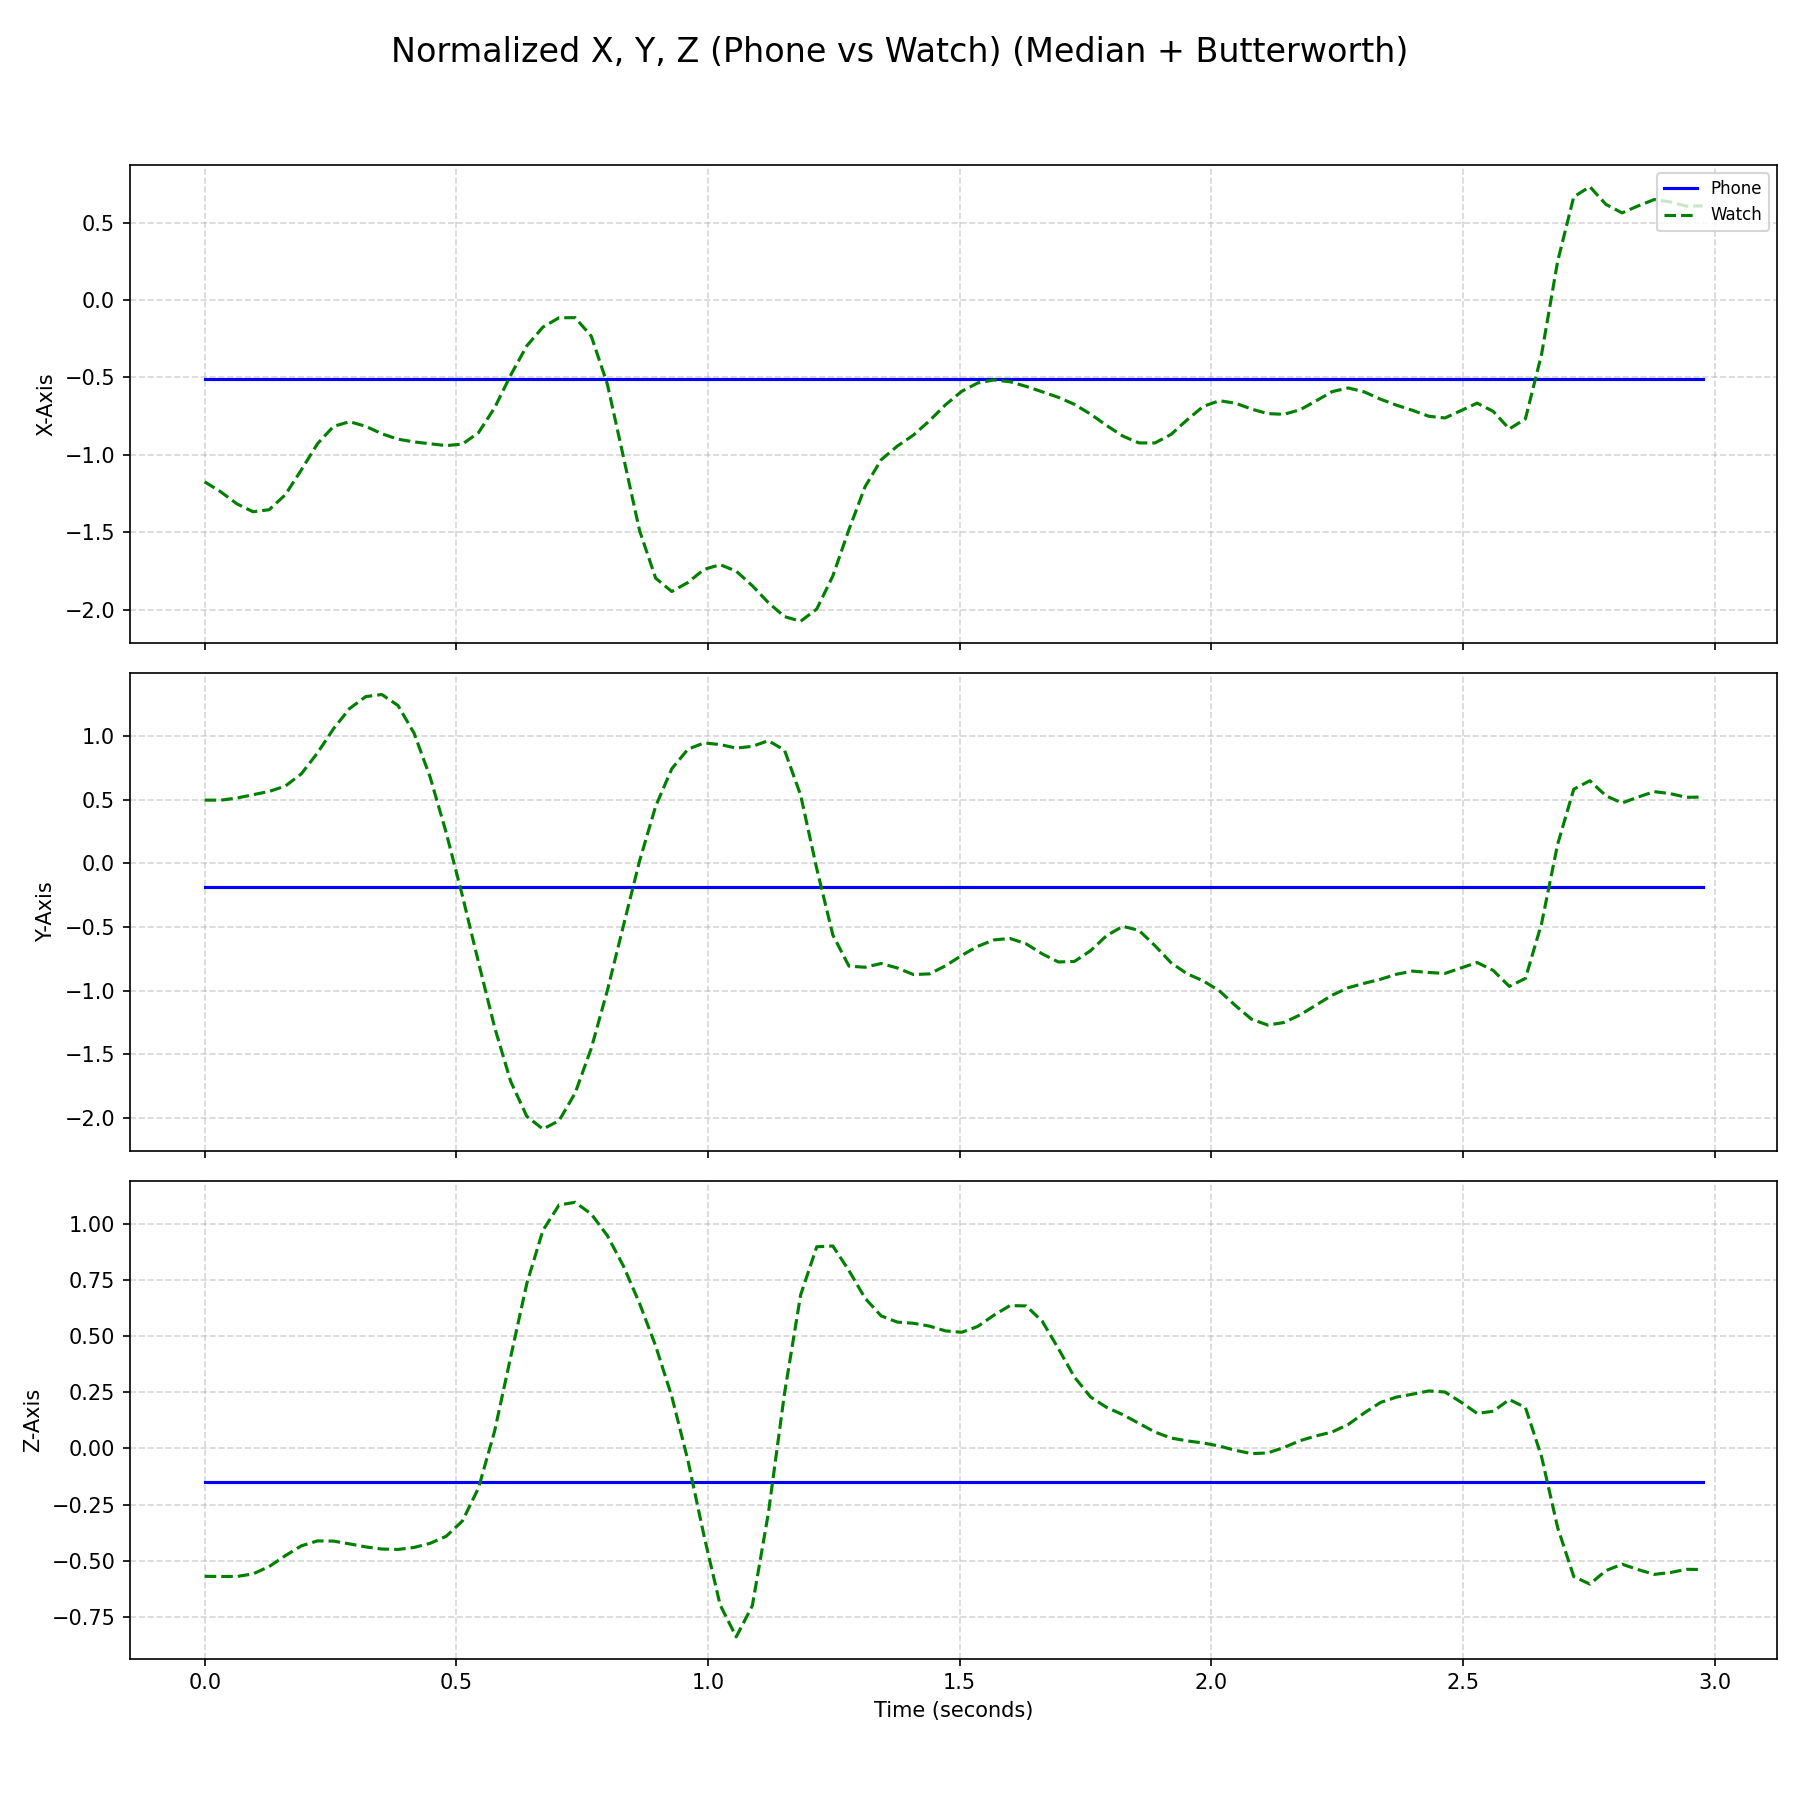 Normalized X, Y, Z (Phone vs Watch) (Median + Butterworth)
Phone
Watch
0.5
0.0
−0.5
−1.0
−1.5
−2.0
X-Axis
1.0
0.5
0.0
−0.5
−1.0
−1.5
−2.0
Y-Axis
1.00
0.75
0.50
0.25
0.00
−0.25
−0.50
−0.75
Z-Axis
0.0 0.5 1.0 1.5 2.0 2.5 3.0
Time (seconds)